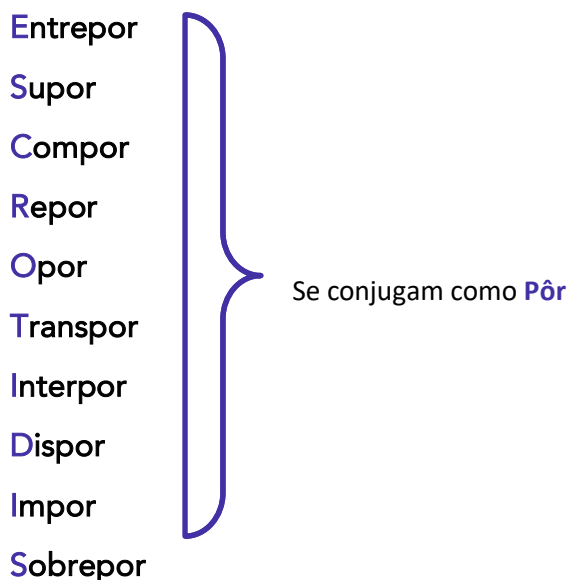 Entrepor
Supor
Compor
Repor
Opor
Se conjugam como Pôr
Transpor
Interpor
Dispor
Impor
Sobrepor